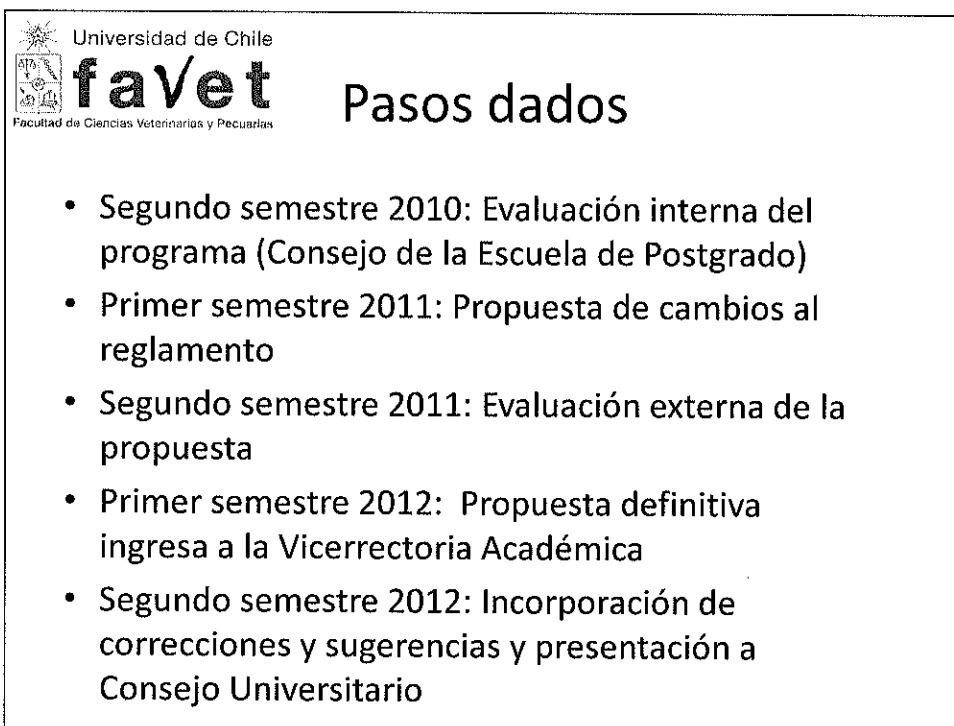 Universidad de Chile
favet
Facultad de Ciencias Veterinarias y Pecuarias
Pasos dados
• Segundo semestre 2010: Evaluación interna del
programa (Consejo de la Escuela de Postgrado)
• Primer semestre 2011: Propuesta de cambios al
reglamento
• Segundo semestre 2011: Evaluación externa de la
propuesta
• Primer semestre 2012:  Propuesta definitiva
ingresa a la Vicerrectoria Académica
• Segundo semestre 2012: Incorporación de
correcciones y sugerencias y presentación a
Consejo Universitario